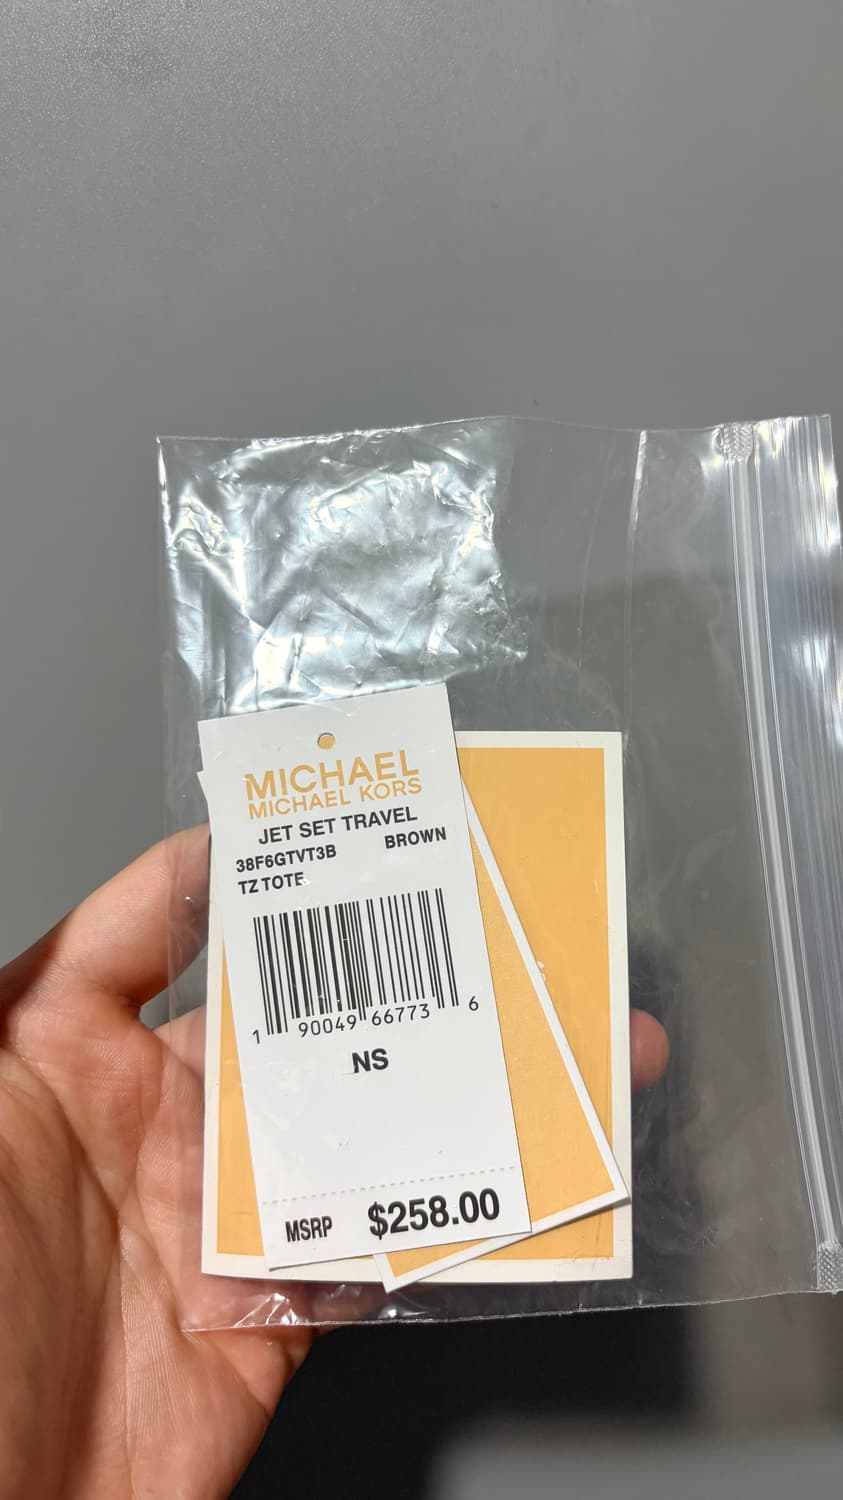 MICHAEL
MICHAEL KORS
JET SET TRAVEL
38F6GTVT3B BROWN
TZ TOTE
1 90049 66773 6
NS
MSRP $258.00